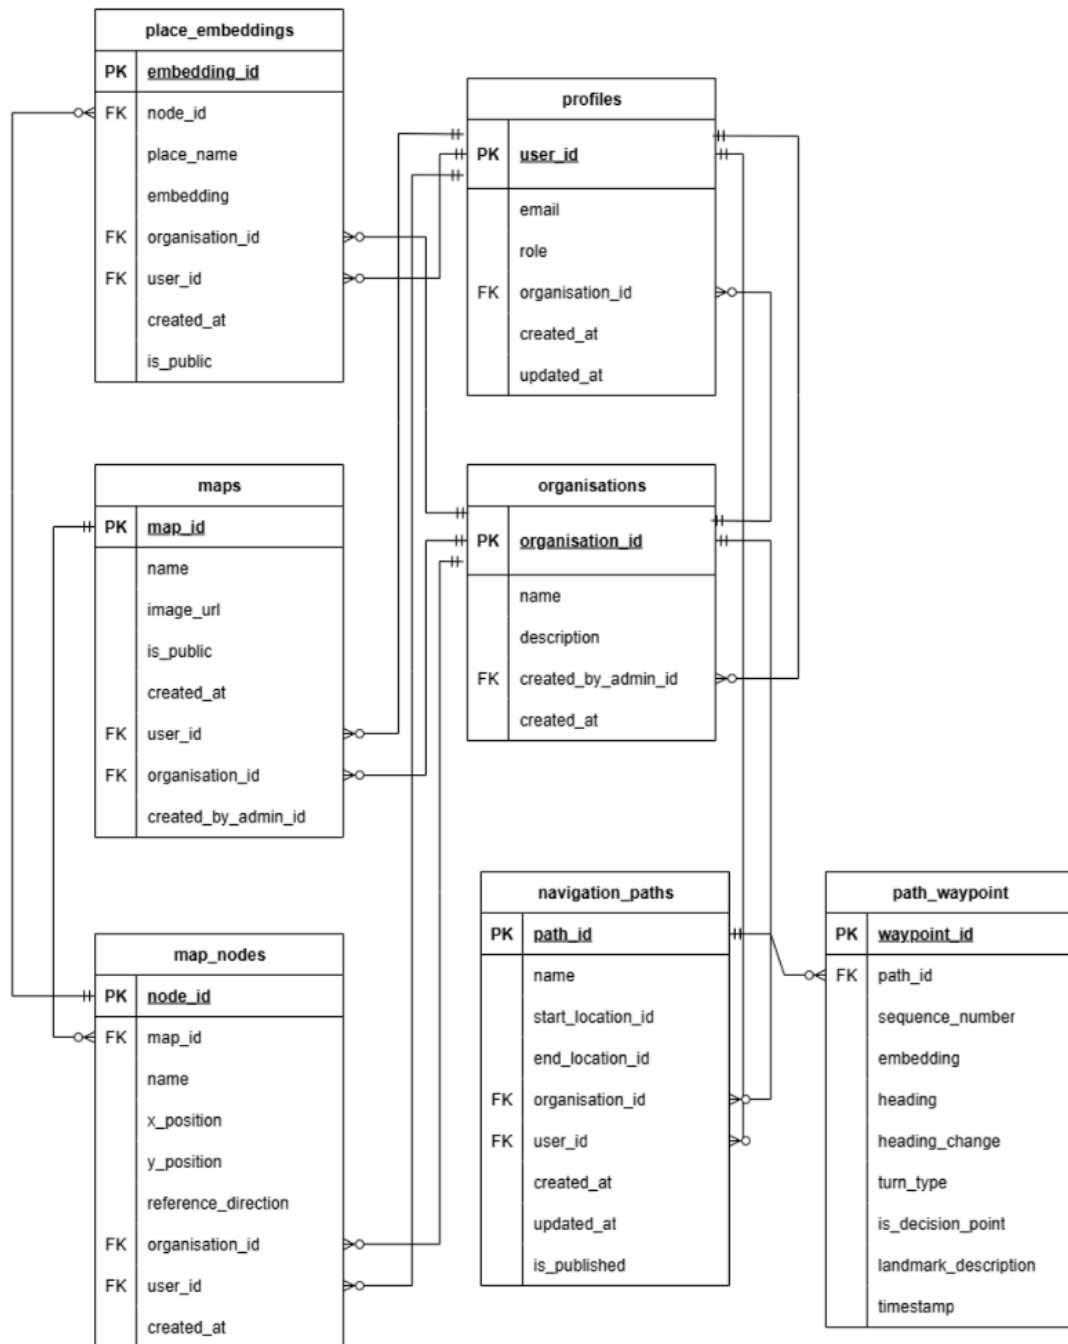 place_embeddings
PK embedding_id
FK node_id
place_name
embedding
FK organisation_id
FK user_id
created_at
is_public
profiles
PK user_id
email
role
FK organisation_id
created_at
updated_at
maps
PK map_id
name
image_url
is_public
created_at
FK user_id
FK organisation_id
created_by_admin_id
organisations
PK organisation_id
name
description
FK created_by_admin_id
created_at
map_nodes
PK node_id
FK map_id
name
x_position
y_position
reference_direction
FK organisation_id
FK user_id
created_at
navigation_paths
PK path_id
name
start_location_id
end_location_id
FK organisation_id
FK user_id
created_at
updated_at
is_published
path_waypoint
PK waypoint_id
FK path_id
sequence_number
embedding
heading
heading_change
turn_type
is_decision_point
landmark_description
timestamp